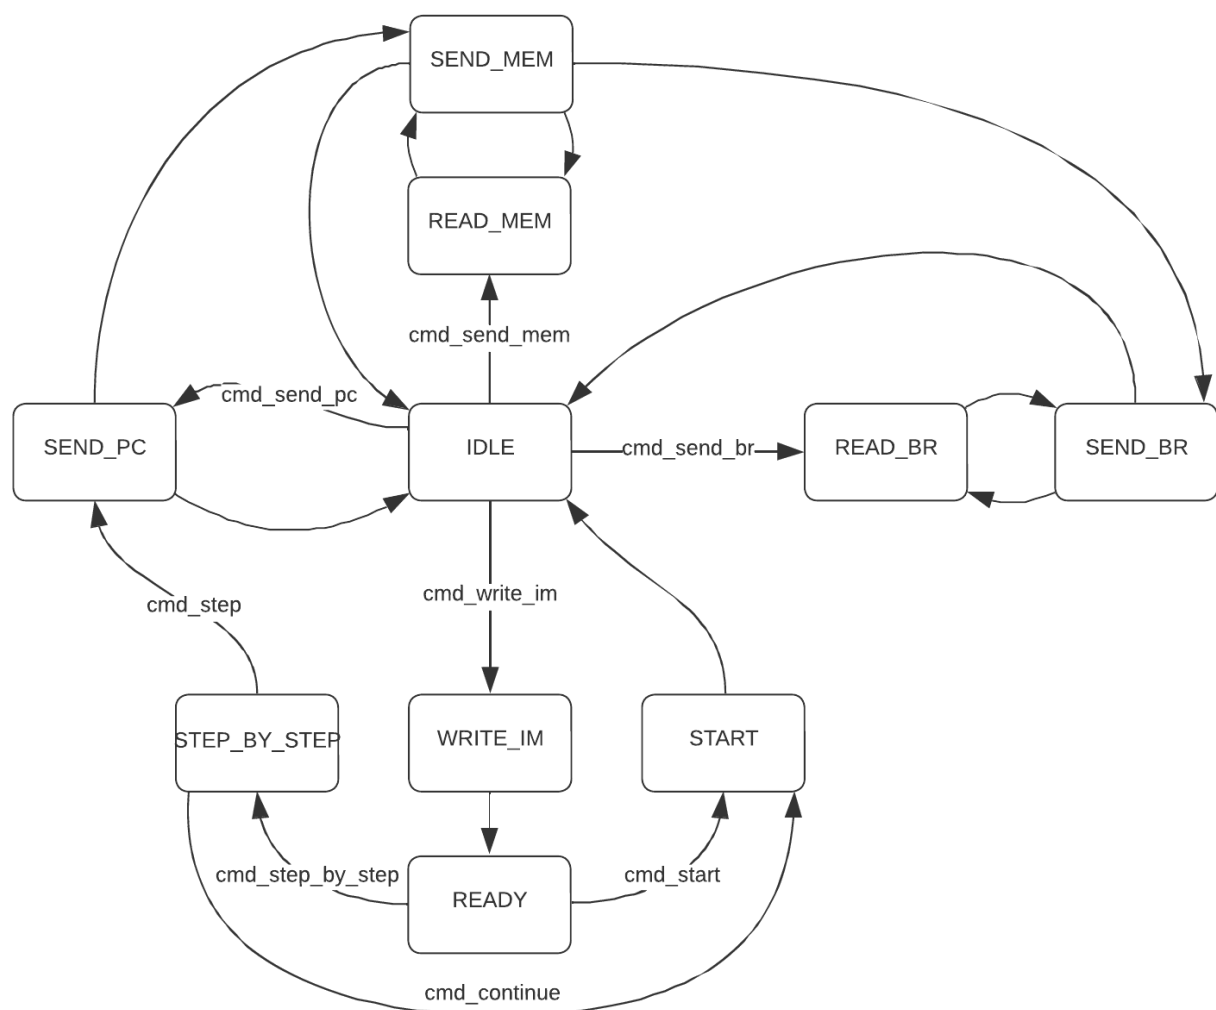 SEND_MEM
READ_MEM
cmd_send_mem
cmd_send_pc
SEND_PC
IDLE
cmd_send_br
READ_BR
SEND_BR
cmd_write_im
cmd_step
STEP_BY_STEP
WRITE_IM
START
cmd_step_by_step
READY
cmd_start
cmd_continue